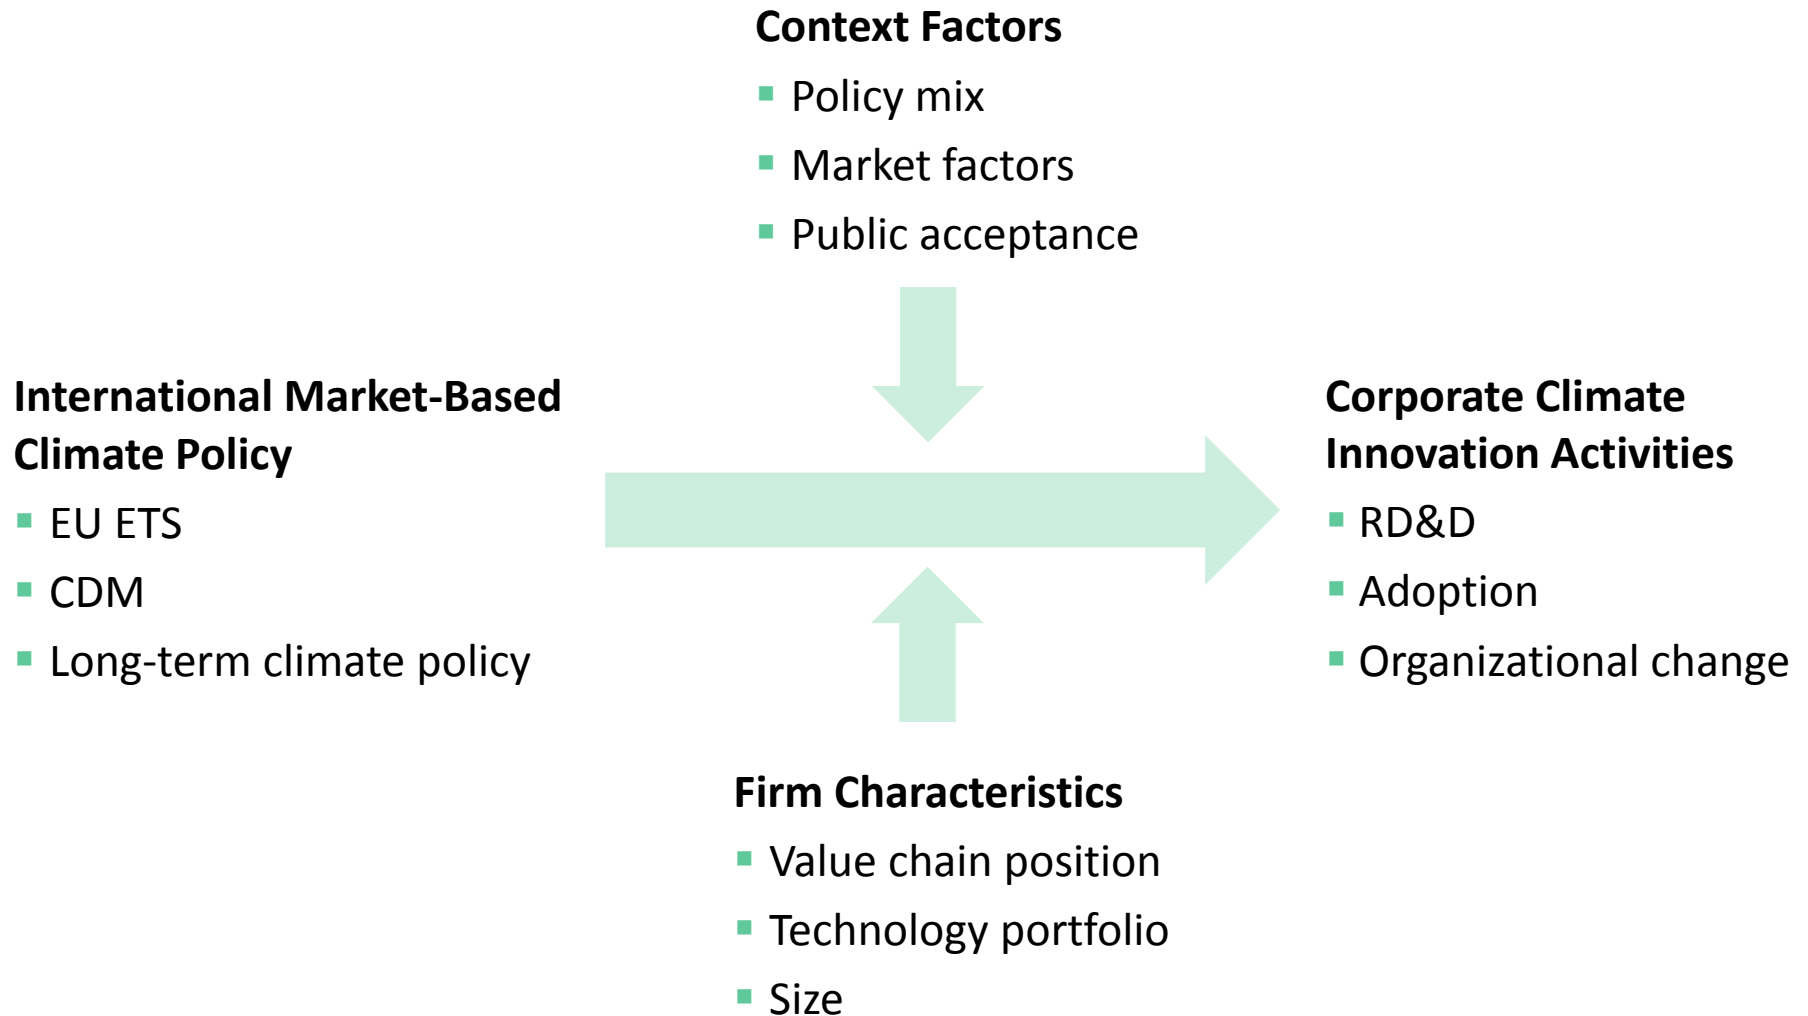 Context Factors
▪ Policy mix
▪ Market factors
▪ Public acceptance
International Market-Based
Climate Policy
▪ EU ETS
▪ CDM
▪ Long-term climate policy
Corporate Climate
Innovation Activities
▪ RD&D
▪ Adoption
▪ Organizational change
Firm Characteristics
▪ Value chain position
▪ Technology portfolio
▪ Size